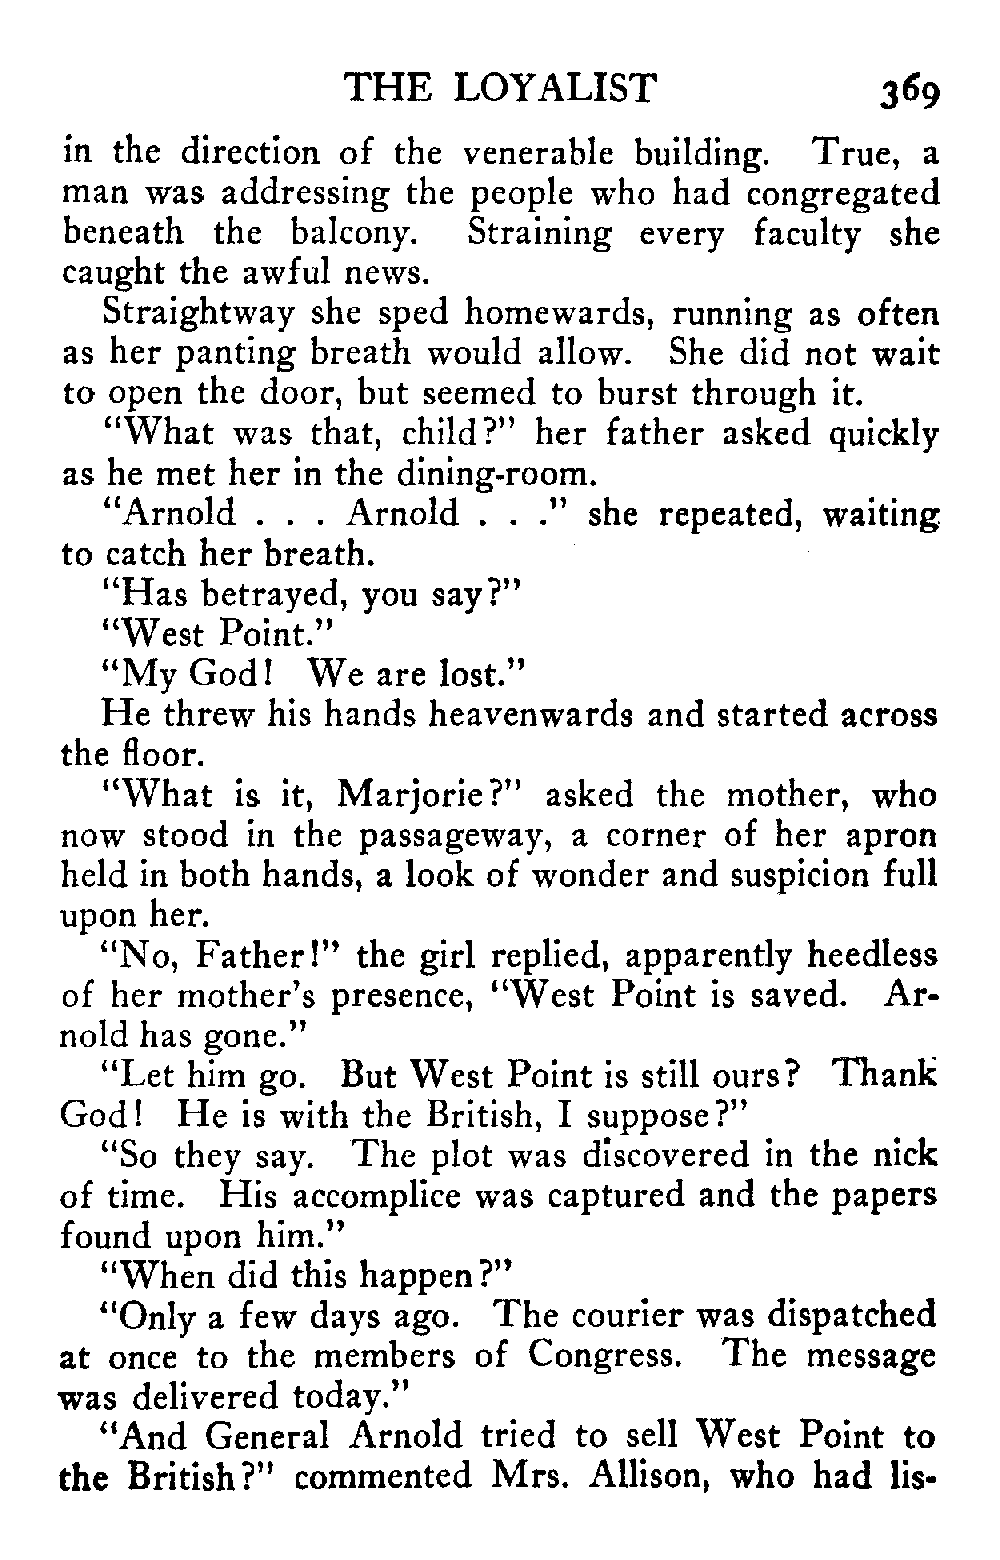 THE LOYALIST 369
in the direction of the venerable building. True, a
man was addressing the people who had congregated
beneath the balcony. Straining every faculty she
caught the awful news.
Straightway she sped homewards, running as often
as her panting breath would allow. She did not wait
to open the door, but seemed to burst through it.
"What was that, child?" her father asked quickly
as he met her in the dining-room.
"Arnold . . . Arnold . . ." she repeated, waiting
to catch her breath.
"Has betrayed, you say?"
"West Point."
"My God! We are lost."
He threw his hands heavenwards and started across
the floor.
"What is it, Marjorie?" asked the mother, who
now stood in the passageway, a corner of her apron
held in both hands, a look of wonder and suspicion full
upon her.
"No, Father!" the girl replied, apparently heedless
of her mother's presence, "West Point is saved. Ar-
nold has gone."
"Let him go. But West Point is still ours? Thank
God! He is with the British, I suppose?"
"So they say. The plot was discovered in the nick
of time. His accomplice was captured and the papers
found upon him."
"When did this happen?"
"Only a few days ago. The courier was dispatched
at once to the members of Congress. The message
was delivered today."
"And General Arnold tried to sell West Point to
the British?" commented Mrs. Allison, who had lis-